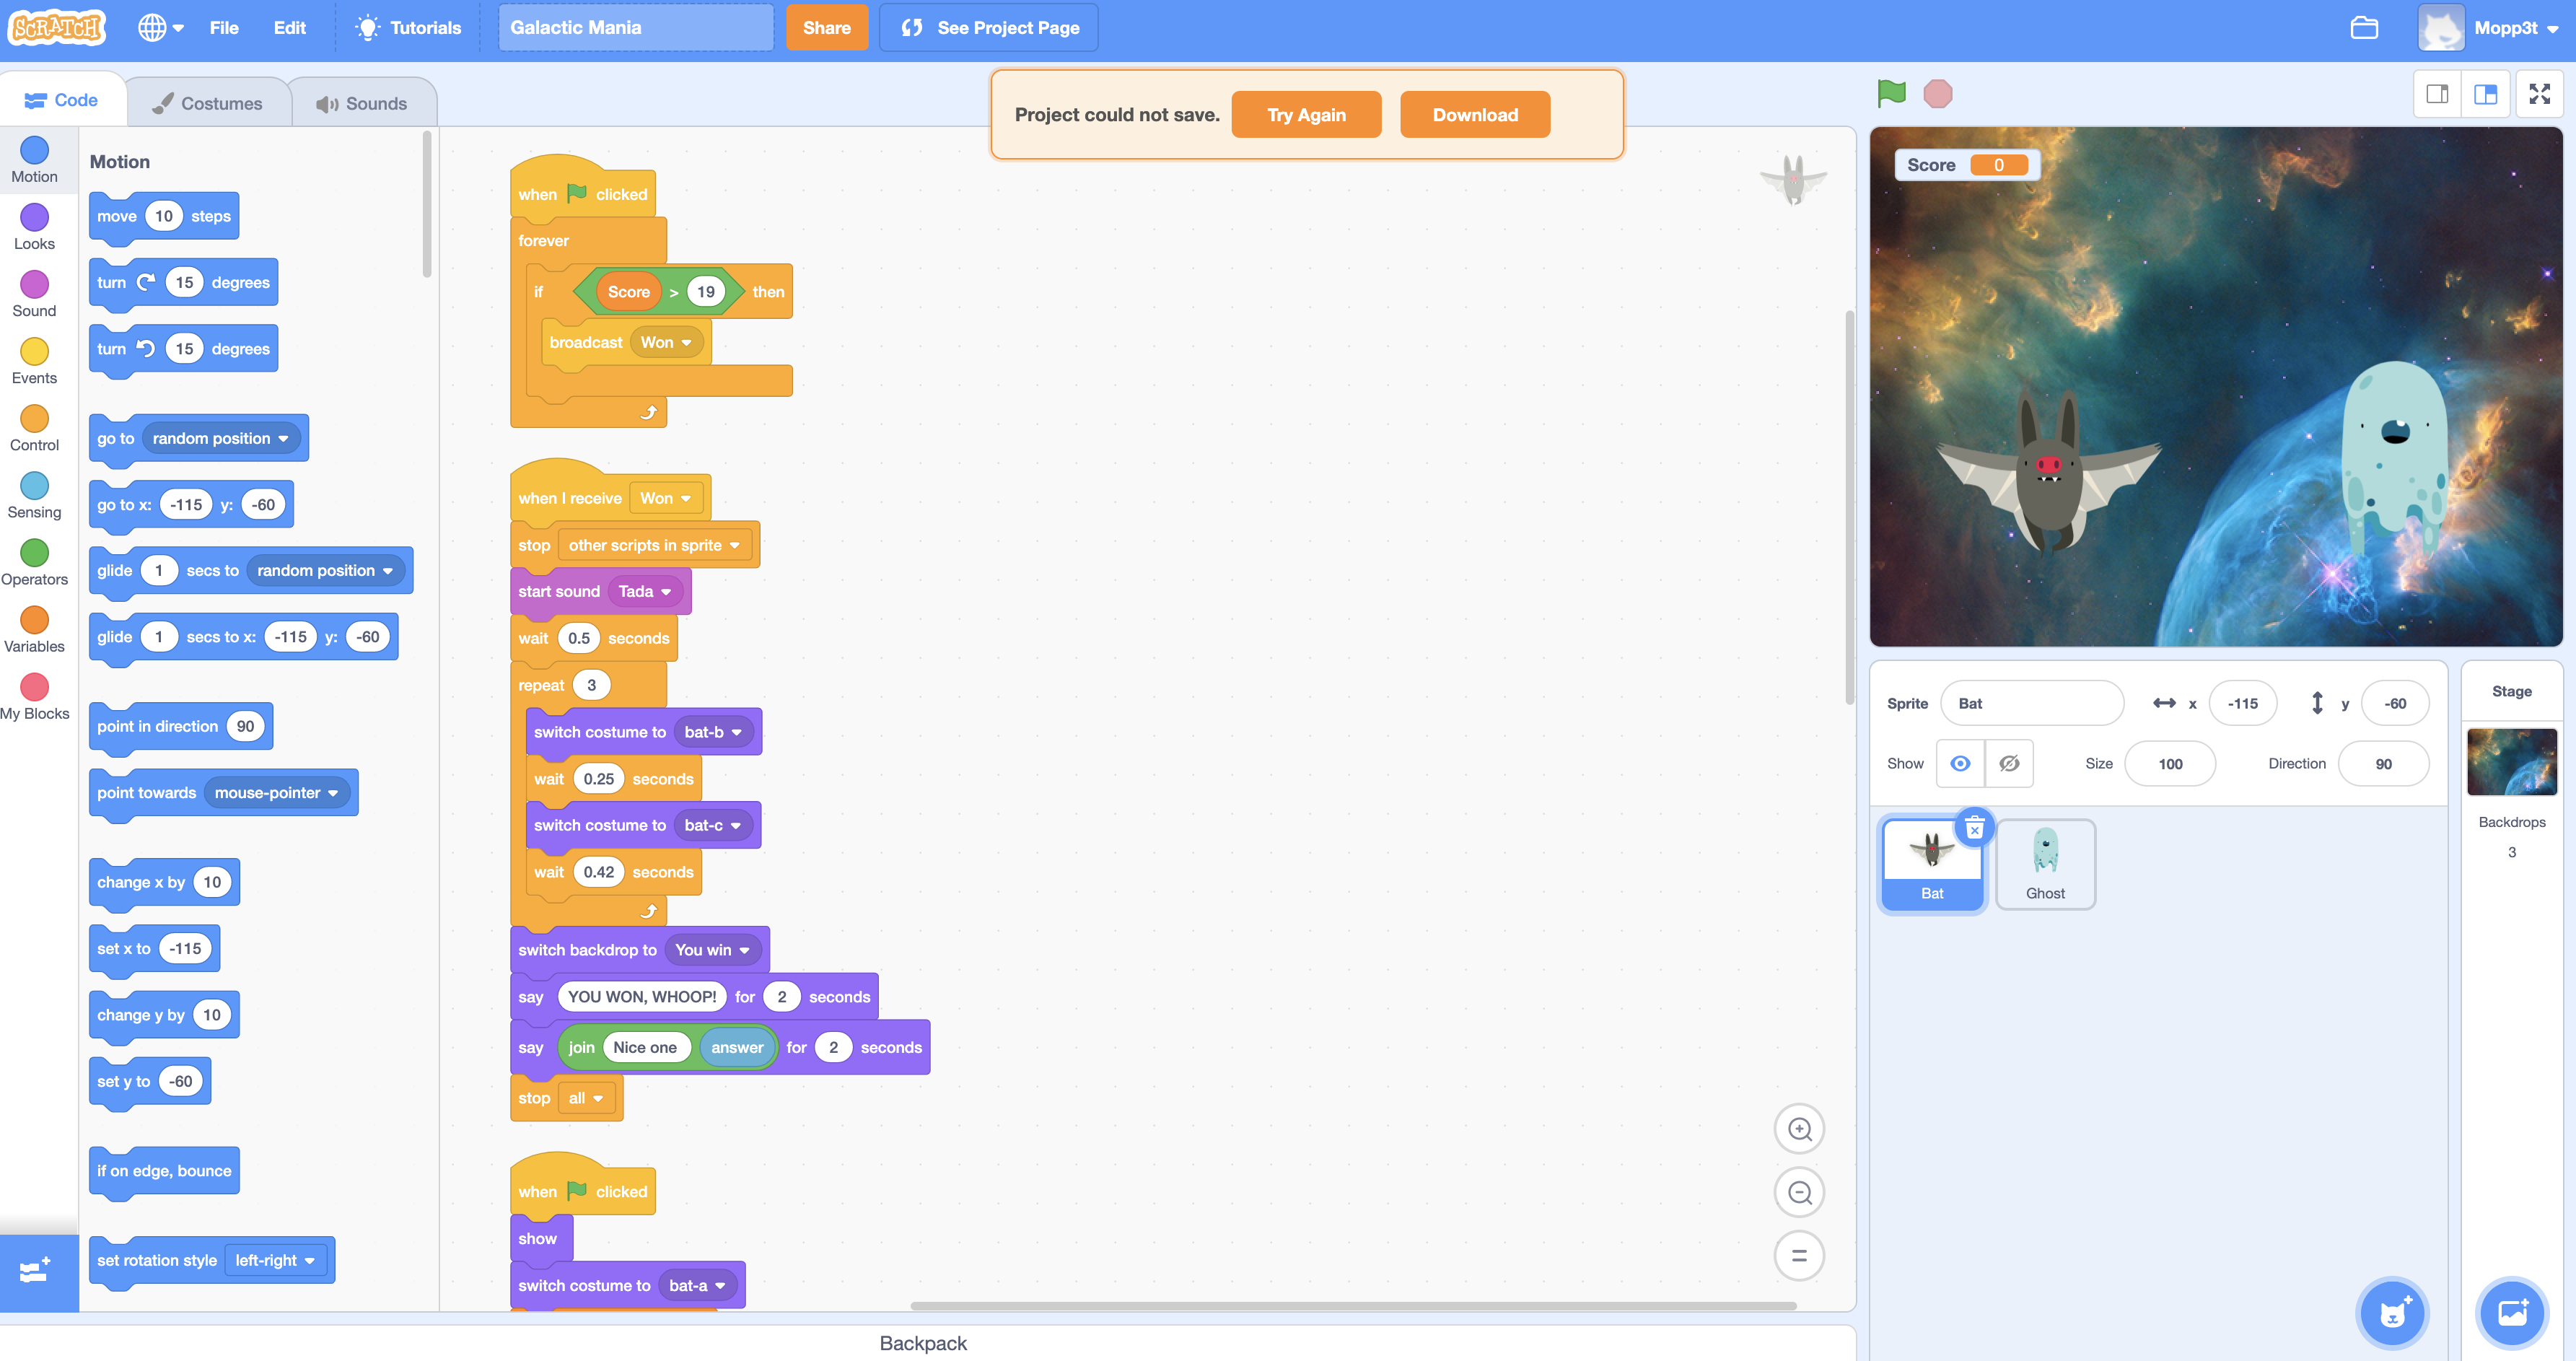 SCRATCH
File
Edit
Tutorials
Galactic Mania
Share
See Project Page
Mopp3t
Code
Costumes
Sounds
Project could not save.
Try Again
Download
Motion
Looks
Sound
Events
Control
Sensing
Operators
Variables
My Blocks
Motion
move 10 steps
turn 15 degrees
turn 15 degrees
go to random position
go to x: -115 y: -60
glide 1 secs to random position
glide 1 secs to x: -115 y: -60
point in direction 90
point towards mouse-pointer
change x by 10
set x to -115
change y by 10
set y to -60
if on edge, bounce
set rotation style left-right
when clicked
forever
if Score > 19 then
broadcast Won
when I receive Won
stop other scripts in sprite
start sound Tada
wait 0.5 seconds
repeat 3
switch costume to bat-b
wait 0.25 seconds
switch costume to bat-c
wait 0.42 seconds
switch backdrop to You win
say YOU WON, WHOOP! for 2 seconds
say join Nice one answer for 2 seconds
stop all
when clicked
show
switch costume to bat-a
Backpack
Score 0
Sprite Bat x -115 y -60
Show Size 100 Direction 90
Bat
Ghost
Stage
Backdrops
3